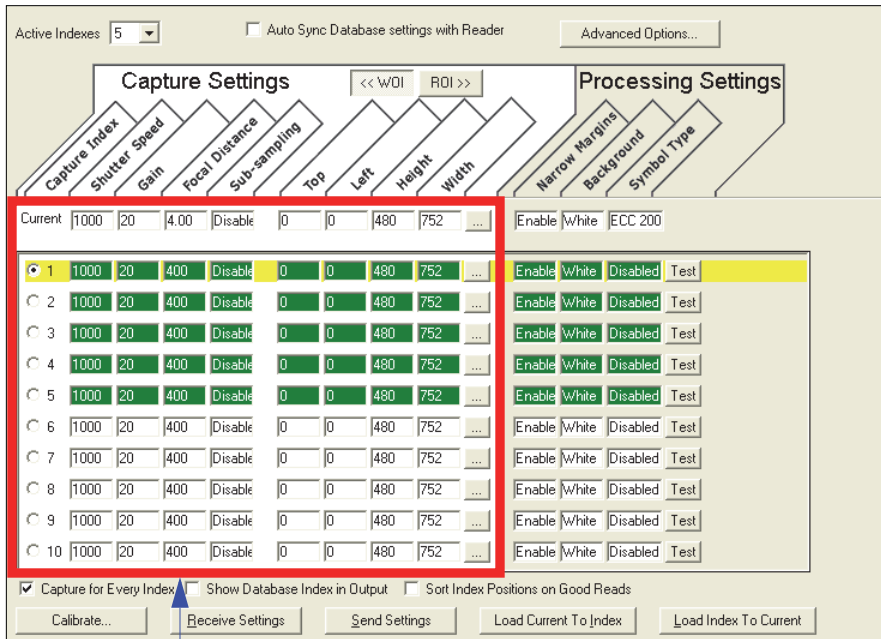 Active Indexes 5 Auto Sync Database settings with Reader Advanced Options...
Capture Settings << WOI ROI >> Processing Settings
Capture Index Shutter Speed Gain Focal Distance Sub-sampling Top Left Height Width Narrow Margins Background Symbol Type
Current 1000 20 4.00 Disable 0 0 480 752 ... Enable White ECC 200
1 1000 20 400 Disable 0 0 480 752 ... Enable White Disabled Test
2 1000 20 400 Disable 0 0 480 752 ... Enable White Disabled Test
3 1000 20 400 Disable 0 0 480 752 ... Enable White Disabled Test
4 1000 20 400 Disable 0 0 480 752 ... Enable White Disabled Test
5 1000 20 400 Disable 0 0 480 752 ... Enable White Disabled Test
6 1000 20 400 Disable 0 0 480 752 ... Enable White Disabled Test
7 1000 20 400 Disable 0 0 480 752 ... Enable White Disabled Test
8 1000 20 400 Disable 0 0 480 752 ... Enable White Disabled Test
9 1000 20 400 Disable 0 0 480 752 ... Enable White Disabled Test
10 1000 20 400 Disable 0 0 480 752 ... Enable White Disabled Test
Capture for Every Index Show Database Index in Output Sort Index Positions on Good Reads
Calibrate... Receive Settings Send Settings Load Current To Index Load Index To Current